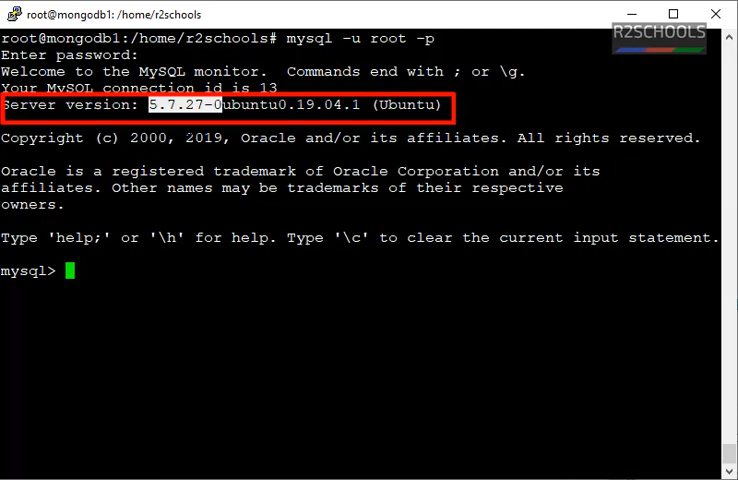 root@mongodb1: /home/r2schools
R2SCHOOLS
root@mongodb1:/home/r2schools# mysql -u root -p
Enter password:
Welcome to the MySQL monitor.  Commands end with ; or \g.
Your MySQL connection id is 13
Server version: 5.7.27-0ubuntu0.19.04.1 (Ubuntu)
Copyright (c) 2000, 2019, Oracle and/or its affiliates. All rights reserved.
Oracle is a registered trademark of Oracle Corporation and/or its
affiliates. Other names may be trademarks of their respective
owners.
Type 'help;' or '\h' for help. Type '\c' to clear the current input statement.
mysql>